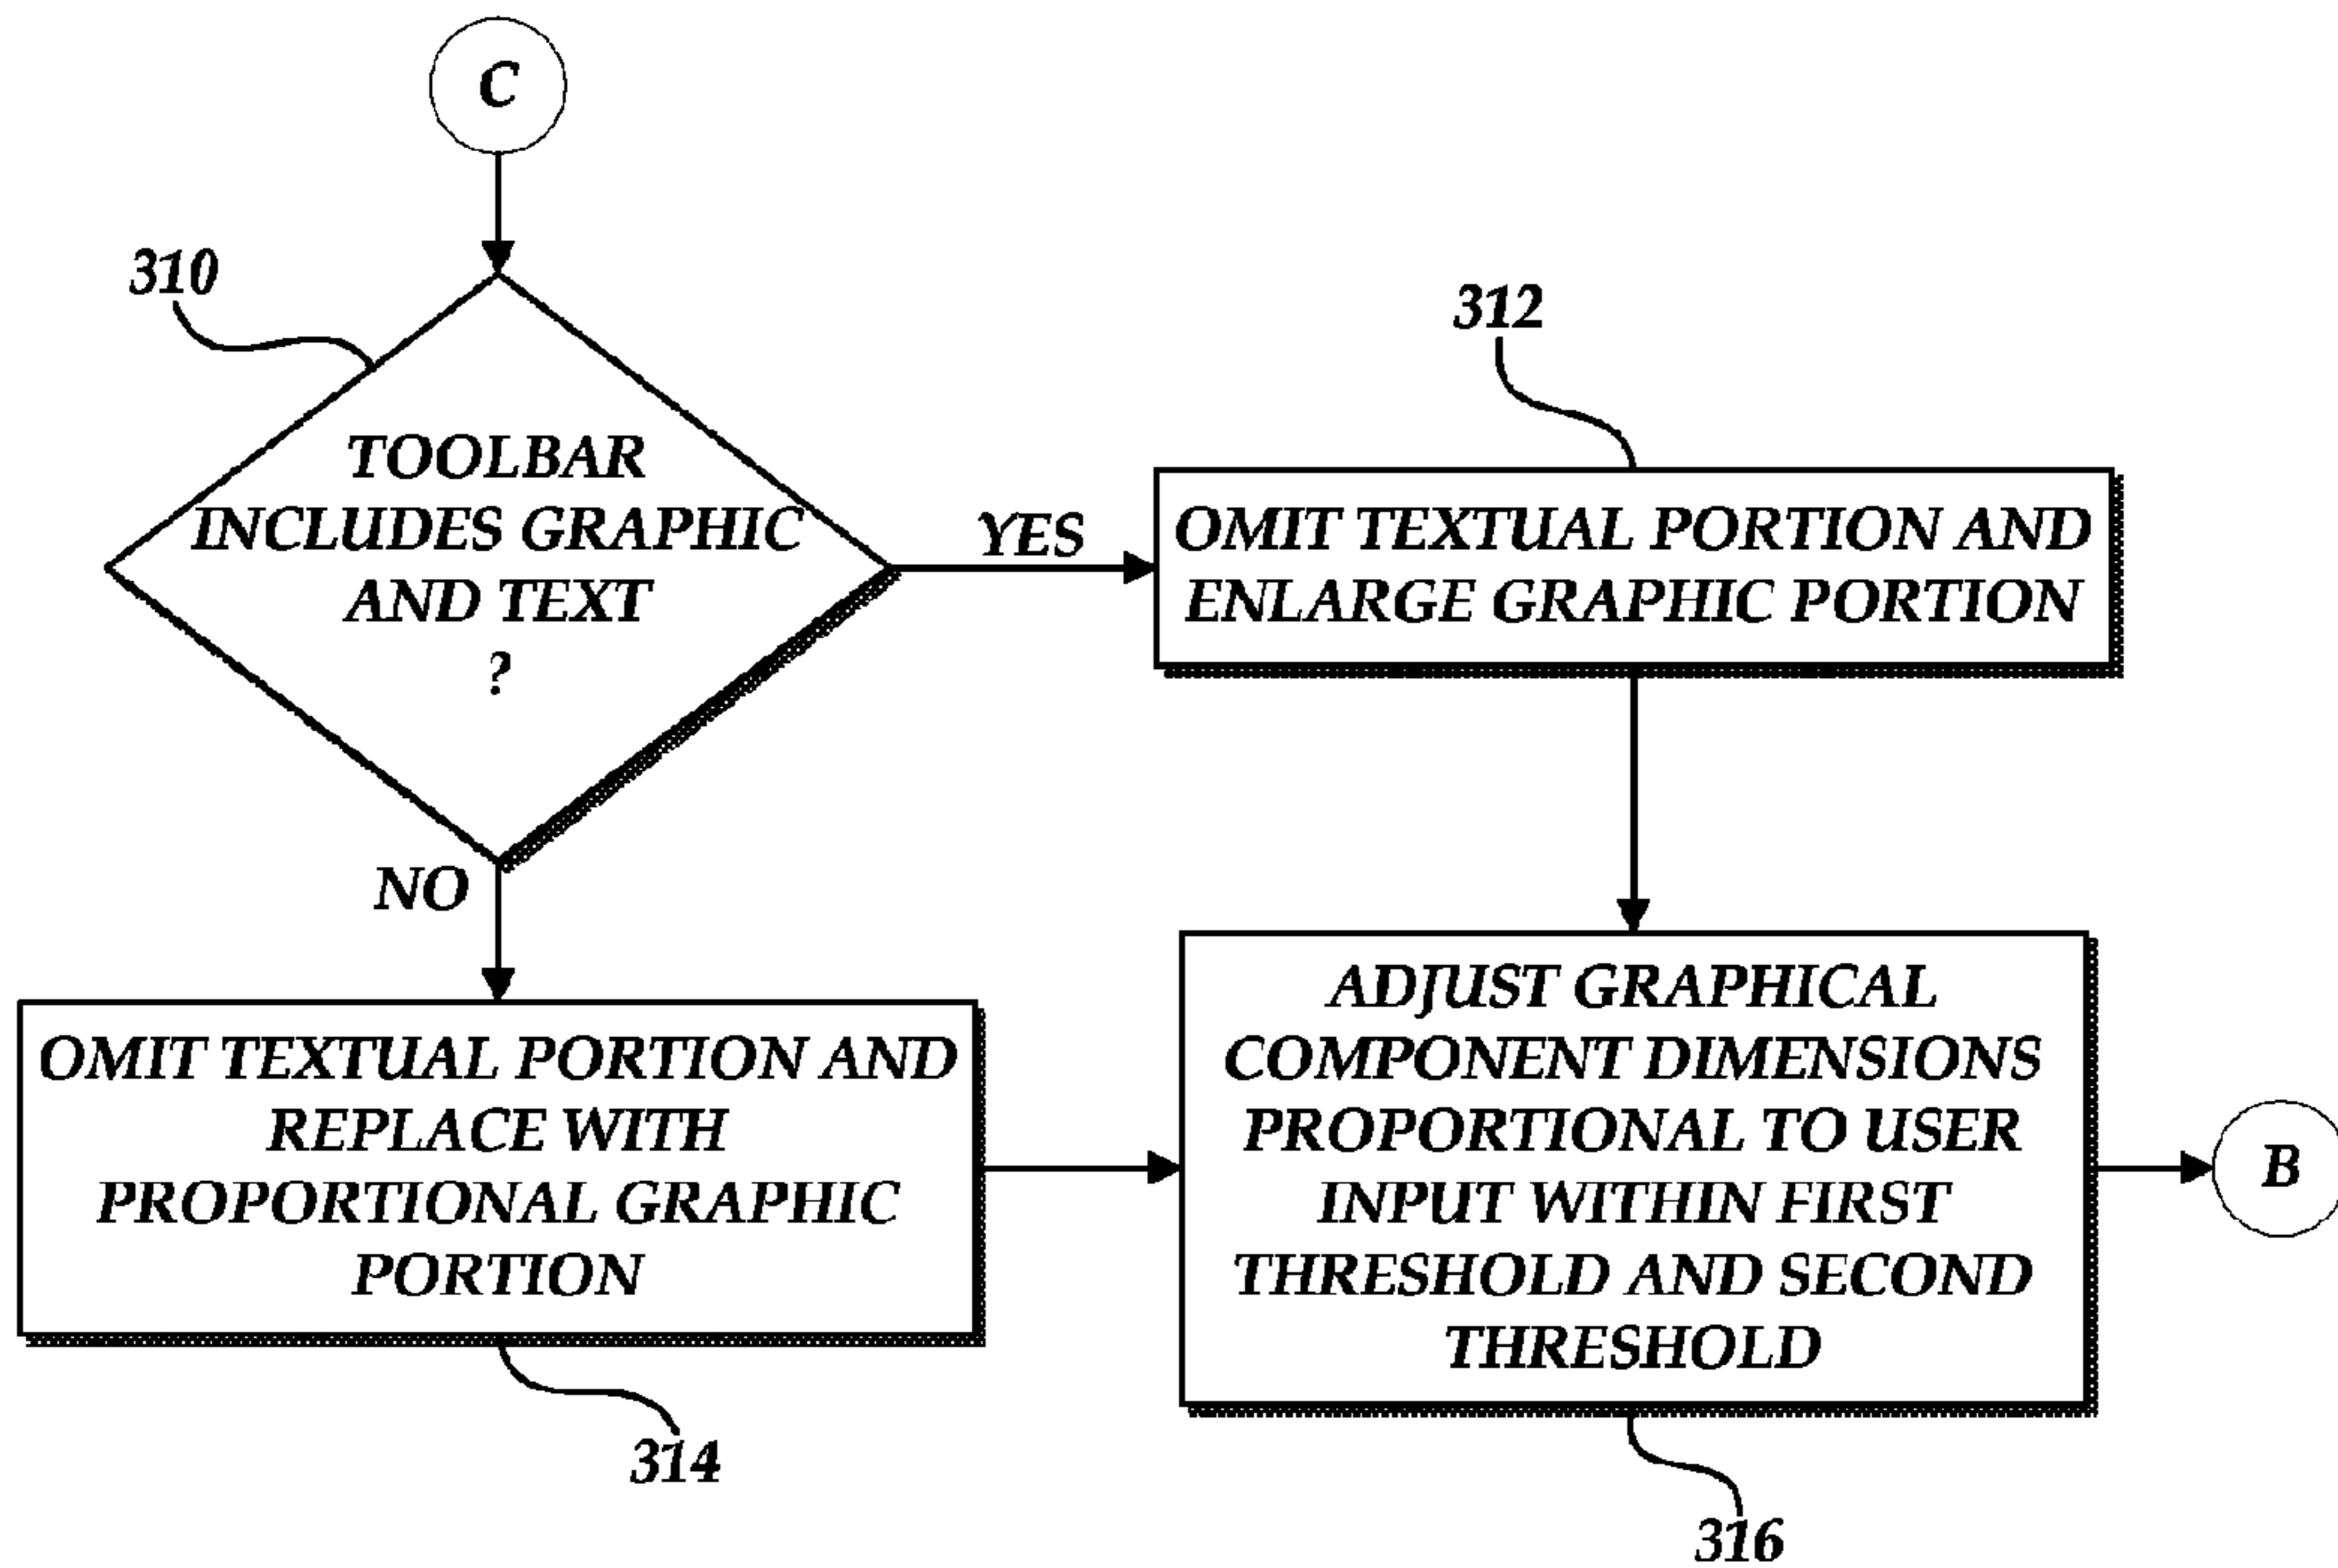 C
310
TOOLBAR
INCLUDES GRAPHIC
AND TEXT
?
YES
312
OMIT TEXTUAL PORTION AND
ENLARGE GRAPHIC PORTION
NO
OMIT TEXTUAL PORTION AND
REPLACE WITH
PROPORTIONAL GRAPHIC
PORTION
314
ADJUST GRAPHICAL
COMPONENT DIMENSIONS
PROPORTIONAL TO USER
INPUT WITHIN FIRST
THRESHOLD AND SECOND
THRESHOLD
316
B